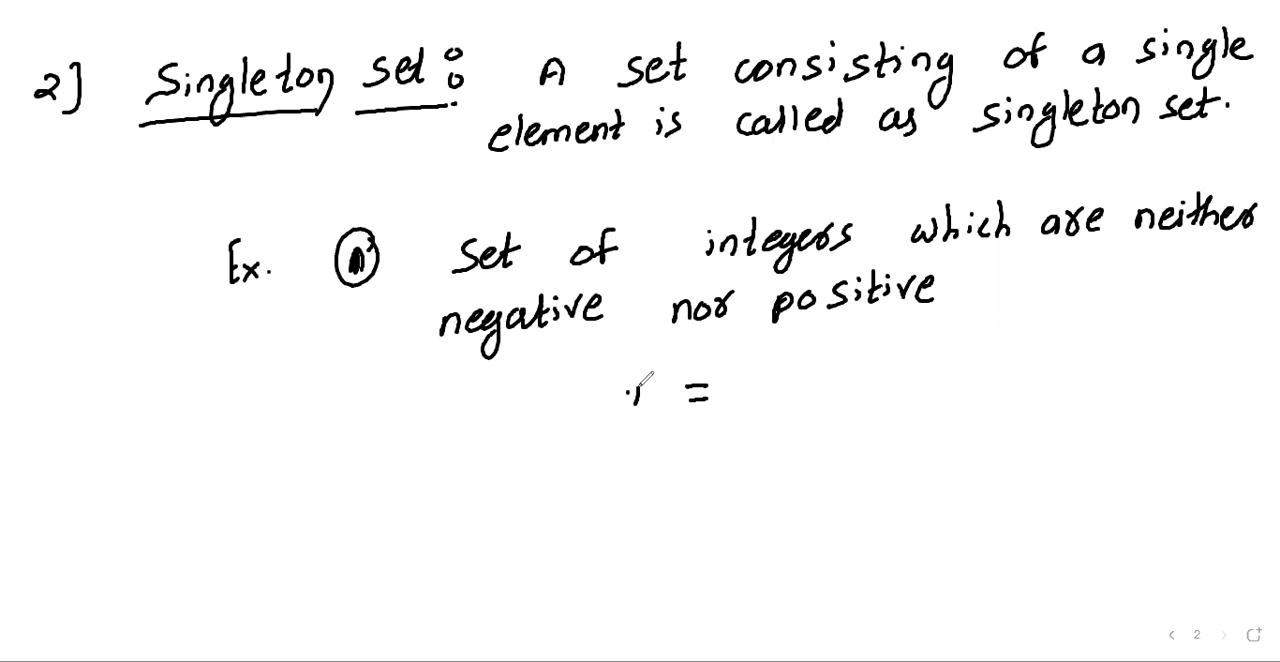 2] Singleton set : A set consisting of a single
element is called as singleton set.
Ex. set of integers which are neither
negative nor positive
=
2